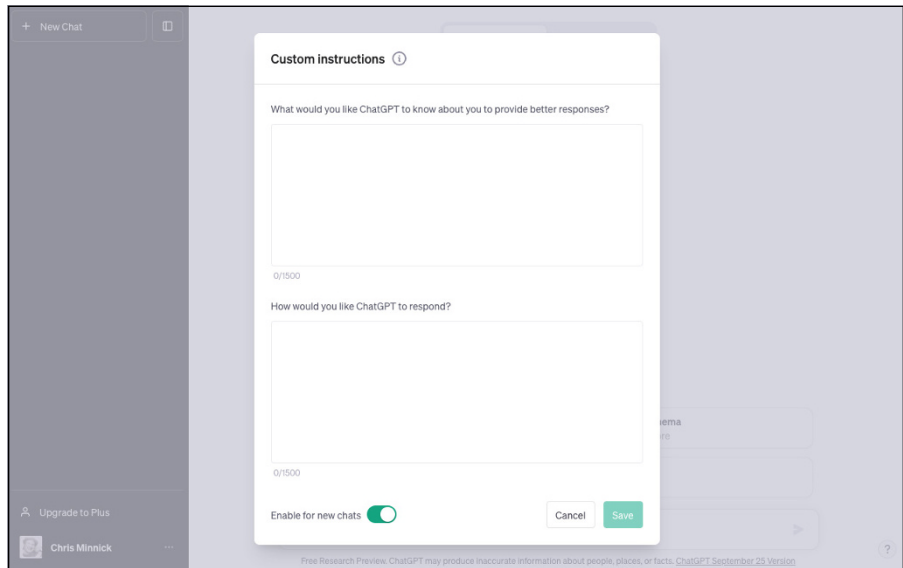 + New Chat
Custom instructions
What would you like ChatGPT to know about you to provide better responses?
0/1500
How would you like ChatGPT to respond?
0/1500
Enable for new chats
Cancel
Save
Upgrade to Plus
Chris Minnick
...
Free Research Preview. ChatGPT may produce inaccurate information about people, places, or facts. ChatGPT September 25 Version
?